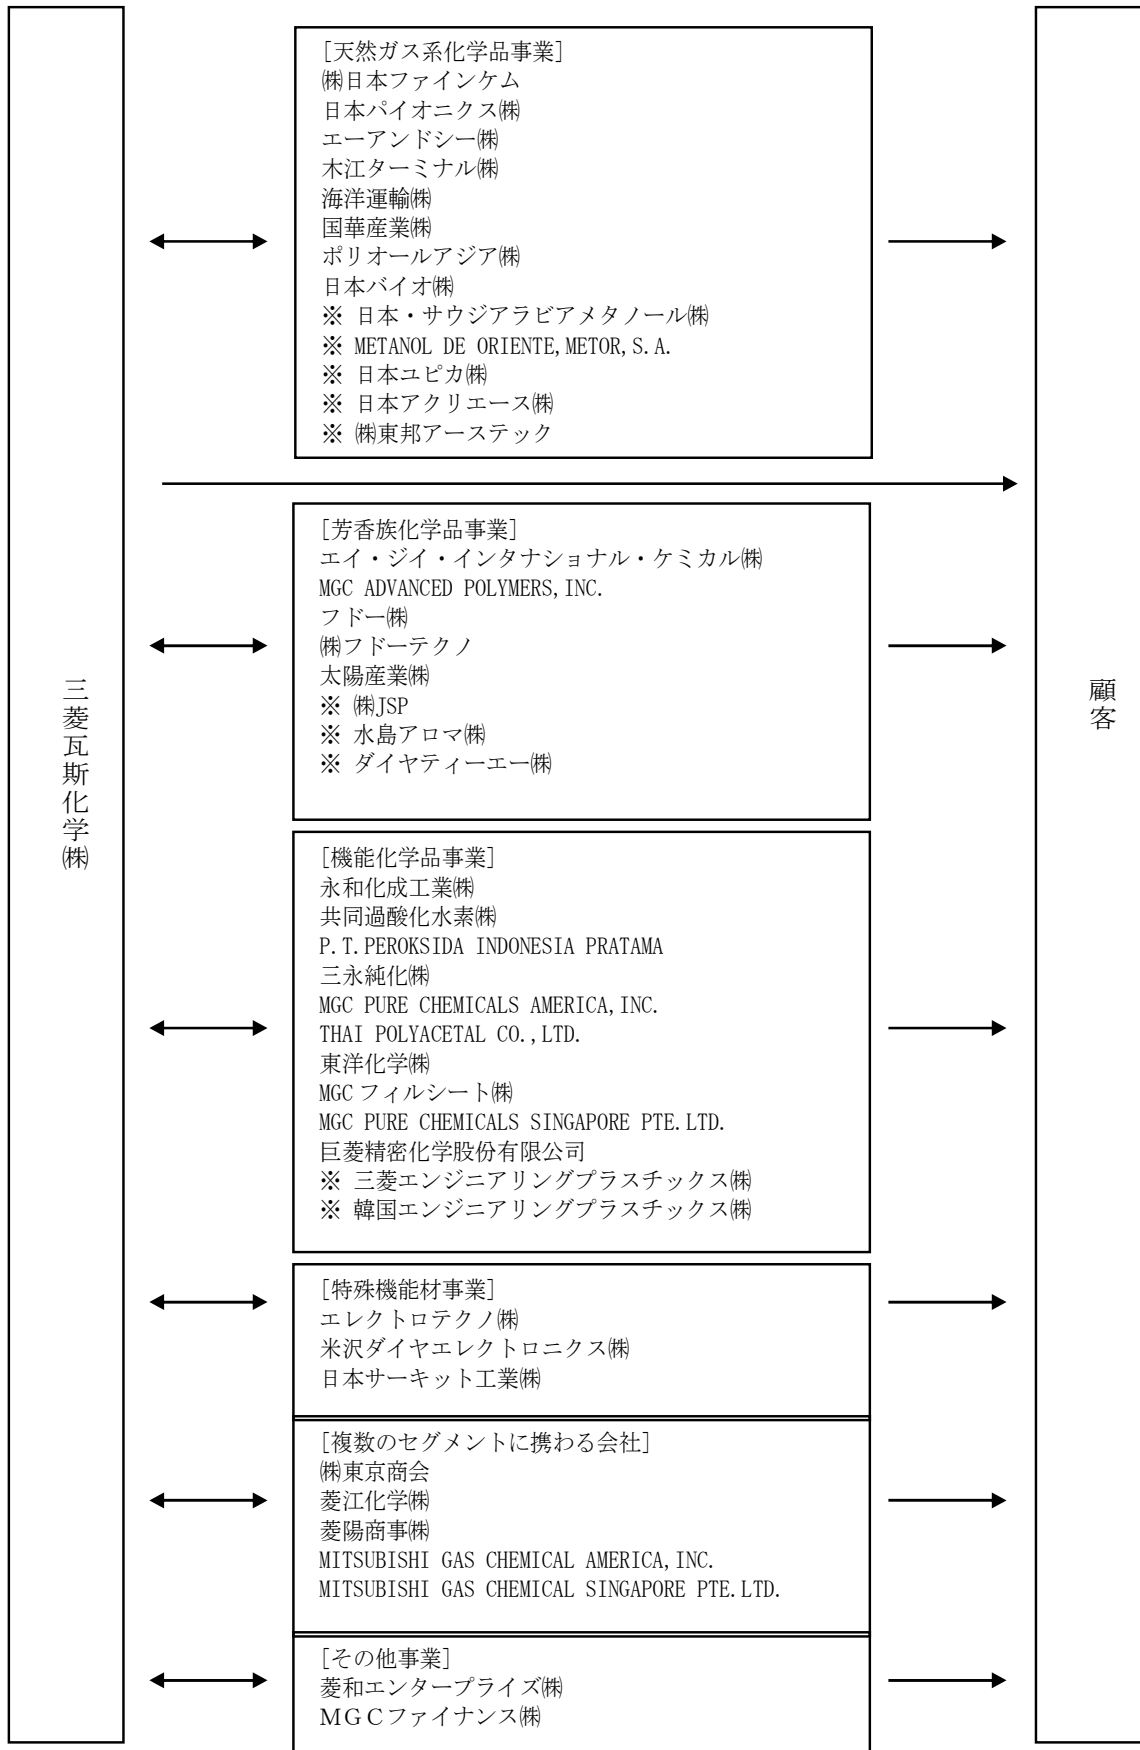 三菱瓦斯化学㈱
[天然ガス系化学品事業]
㈱日本ファインケム
日本パイオニクス㈱
エーアンドシー㈱
木江ターミナル㈱
海洋運輸㈱
国華産業㈱
ポリオールアジア㈱
日本バイオ㈱
※ 日本・サウジアラビアメタノール㈱
※ METANOL DE ORIENTE,METOR,S.A.
※ 日本ユピカ㈱
※ 日本アクリエース㈱
※ ㈱東邦アーステック
[芳香族化学品事業]
エイ・ジイ・インタナショナル・ケミカル㈱
MGC ADVANCED POLYMERS,INC.
フドー㈱
㈱フドーテクノ
太陽産業㈱
※ ㈱JSP
※ 水島アロマ㈱
※ ダイヤティーエー㈱
[機能化学品事業]
永和化成工業㈱
共同過酸化水素㈱
P.T.PEROKSIDA INDONESIA PRATAMA
三永純化㈱
MGC PURE CHEMICALS AMERICA,INC.
THAI POLYACETAL CO.,LTD.
東洋化学㈱
MGCフィルシート㈱
MGC PURE CHEMICALS SINGAPORE PTE.LTD.
巨菱精密化学股份有限公司
※ 三菱エンジニアリングプラスチックス㈱
※ 韓国エンジニアリングプラスチックス㈱
[特殊機能材事業]
エレクトロテクノ㈱
米沢ダイヤエレクトロニクス㈱
日本サーキット工業㈱
[複数のセグメントに携わる会社]
㈱東京商会
菱江化学㈱
菱陽商事㈱
MITSUBISHI GAS CHEMICAL AMERICA,INC.
MITSUBISHI GAS CHEMICAL SINGAPORE PTE.LTD.
[その他事業]
菱和エンタープライズ㈱
ＭＧＣファイナンス㈱
顧客